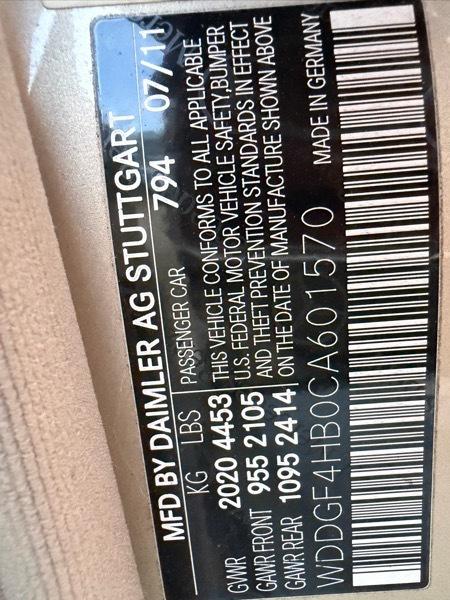 MFD BY DAIMLER AG STUTTGART
794 07/11
KG LBS PASSENGER CAR
GVWR 2020 4453
GAWR FRONT 955 2105
GAWR REAR 1095 2414
THIS VEHICLE CONFORMS TO ALL APPLICABLE
U.S. FEDERAL MOTOR VEHICLE SAFETY,BUMPER
AND THEFT PREVENTION STANDARDS IN EFFECT
ON THE DATE OF MANUFACTURE SHOWN ABOVE
WDDGF4HB0CA601570 MADE IN GERMANY